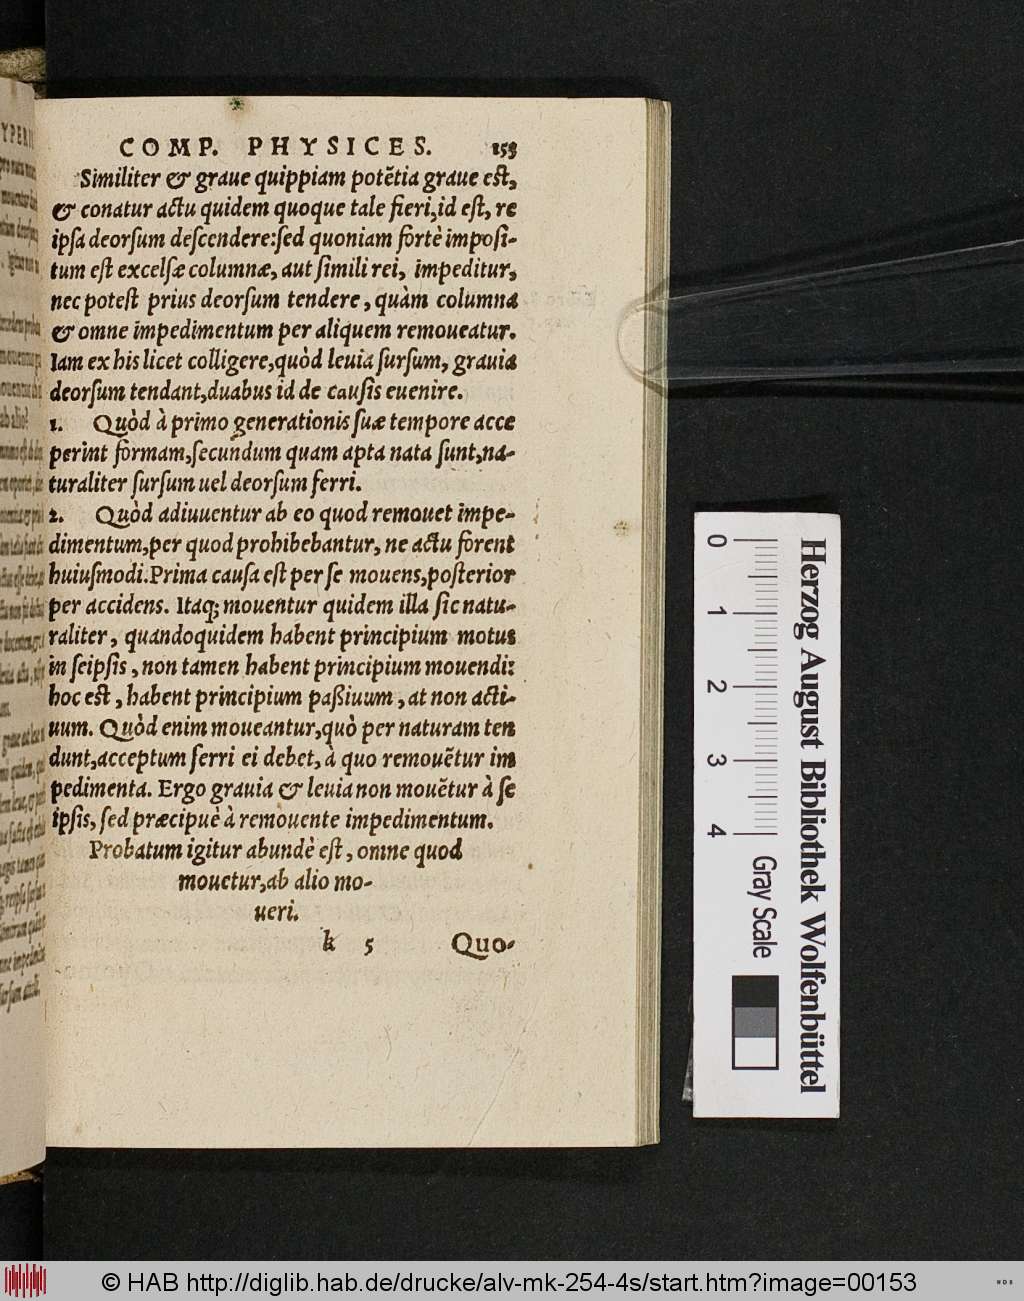 COMP. PHYSICES. 153
Similiter & graue quippiam potẽtia graue est,
& conatur actu quidem quoque tale fieri, id eſt, re
ipſa deorſum deſcendere: ſed quoniam fortè impoſi-
tum eſt excelſæ columnæ, aut ſimili rei, impeditur,
nec poteſt prius deorſum tendere, quàm columna
& omne impedimentum per aliquem remoueatur.
Iam ex his licet colligere, quòd leuia ſurſum, grauia
deorſum tendant, duabus id de cauſis euenire.
1. Quòd à primo generationis ſuæ tempore acce
perint formam, ſecundum quam apta nata ſunt, na-
turaliter ſurſum uel deorſum ferri.
2. Quòd adiuuentur ab eo quod remouet impe-
dimentum, per quod prohibebantur, ne actu forent
huiuſmodi. Prima cauſa eſt per ſe mouens, poſterior
per accidens. Itaq; mouentur quidem illa ſic natu-
raliter, quandoquidem habent principium motus
in ſeipſis, non tamen habent principium mouendi:
hoc est, habent principium paßiuum, at non acti-
uum. Quòd enim moueantur, quò per naturam ten
dunt, acceptum ferri ei debet, à quo remouẽtur im
pedimenta. Ergo grauia & leuia non mouẽtur à ſe
ipſis, ſed præcipuè à remouente impedimentum.
Probatum igitur abundè eſt, omne quod
mouetur, ab alio mo-
ueri.
k 5 Quo-
Herzog August Bibliothek Wolfenbüttel
0 1 2 3 4
Gray Scale
© HAB http://diglib.hab.de/drucke/alv-mk-254-4s/start.htm?image=00153